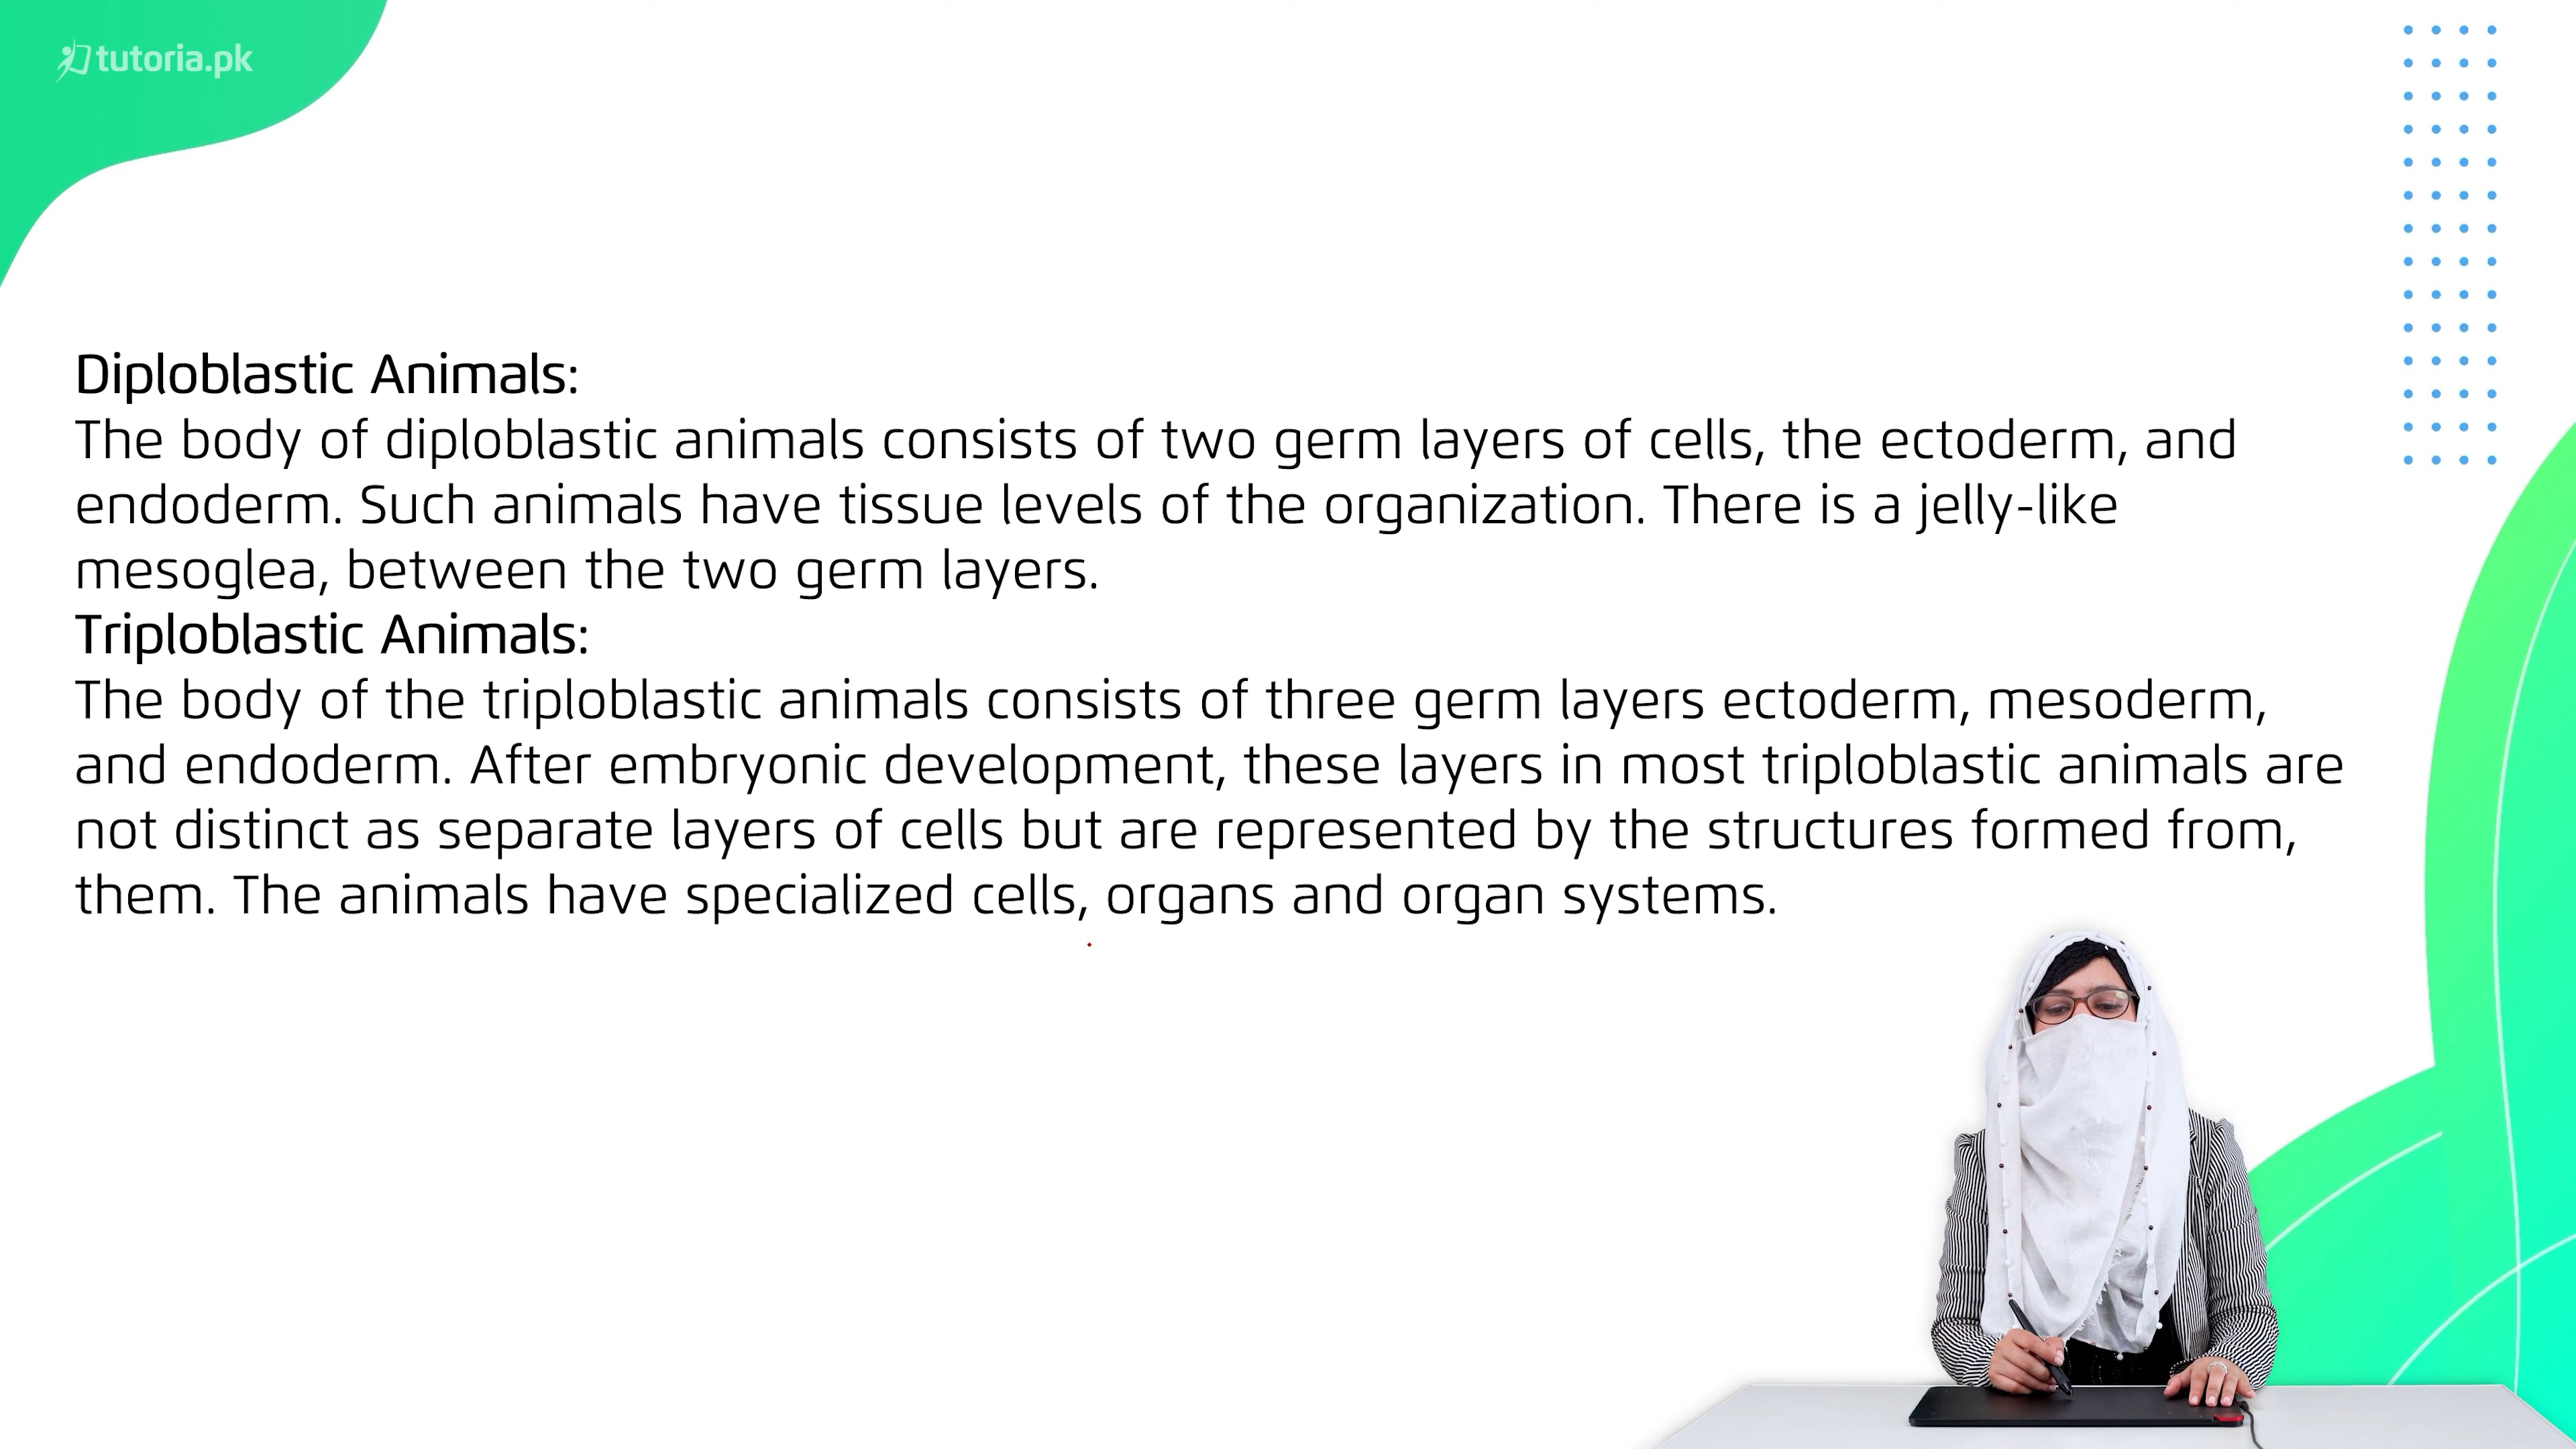 tutoria.pk
Diploblastic Animals:
The body of diploblastic animals consists of two germ layers of cells, the ectoderm, and
endoderm. Such animals have tissue levels of the organization. There is a jelly-like
mesoglea, between the two germ layers.
Triploblastic Animals:
The body of the triploblastic animals consists of three germ layers ectoderm, mesoderm,
and endoderm. After embryonic development, these layers in most triploblastic animals are
not distinct as separate layers of cells but are represented by the structures formed from,
them. The animals have specialized cells, organs and organ systems.